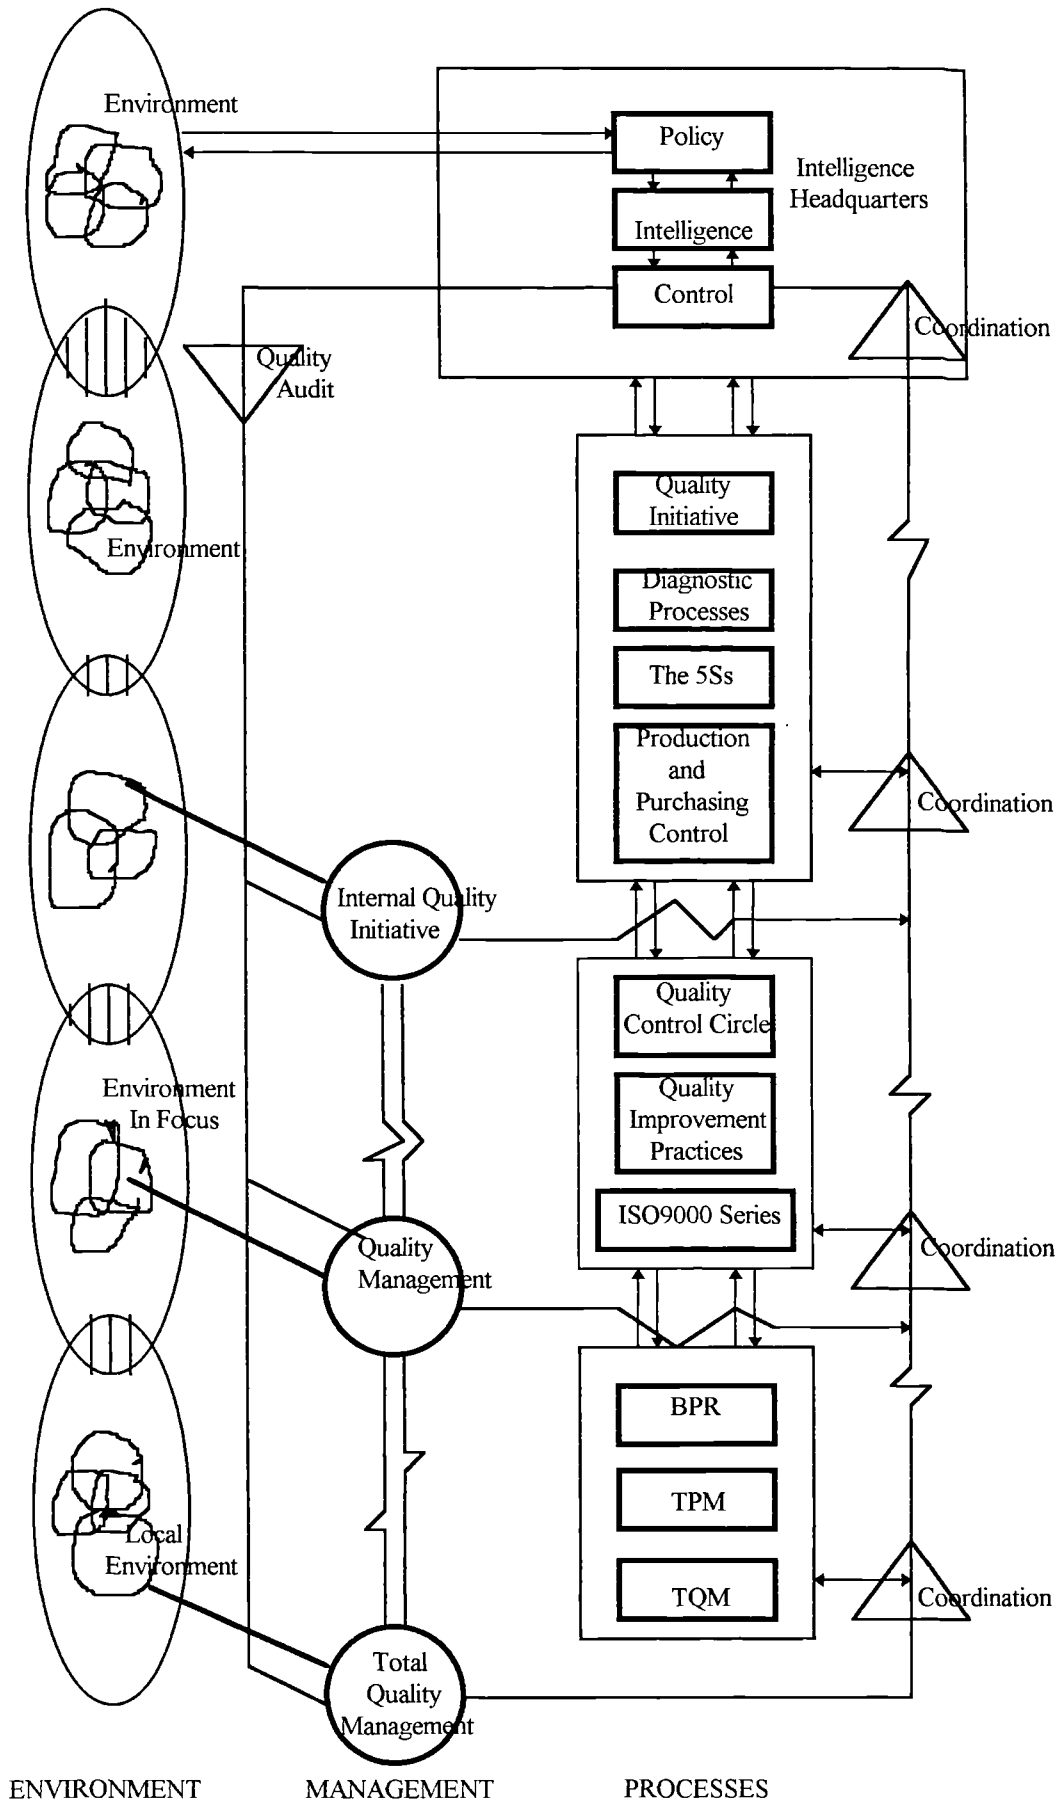 Environment
Policy
Intelligence
Headquarters
Intelligence
Control
Coordination
Quality
Audit
Quality
Initiative
Environment
Diagnostic
Processes
The 5Ss
Production
and
Purchasing
Control
Coordination
Internal Quality
Initiative
Quality
Control Circle
Environment
In Focus
Quality
Improvement
Practices
ISO9000 Series
Coordination
Quality
Management
BPR
TPM
Local
Environment
TQM
Coordination
Total
Quality
Management
ENVIRONMENT
MANAGEMENT
PROCESSES